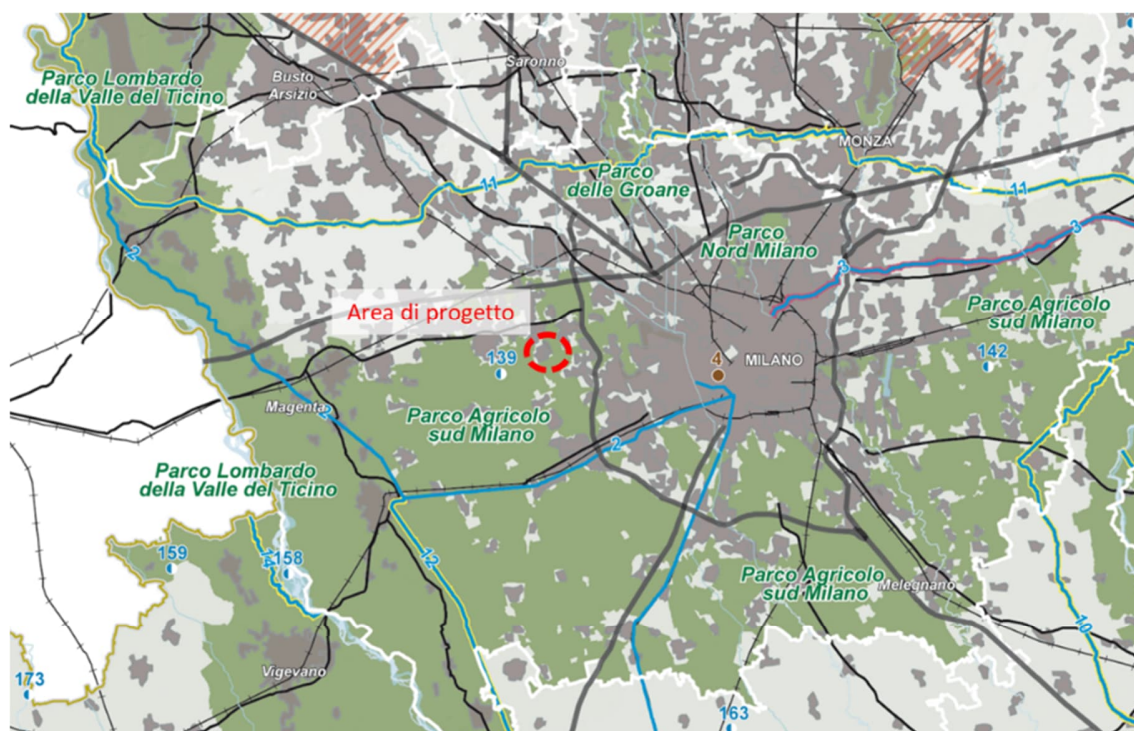 Parco Lombardo
della Valle del Ticino
Busto
Arsizio
Saronno
MONZA
11
Parco
delle Groane
11
2
Parco
Nord Milano
3
3
Parco Agricolo
sud Milano
Area di progetto
139
4
MILANO
142
Magenta
2
Parco Agricolo
sud Milano
2
Parco Lombardo
della Valle del Ticino
159
14
158
12
Parco Agricolo
sud Milano
Melegnano
10
Vigevano
173
163